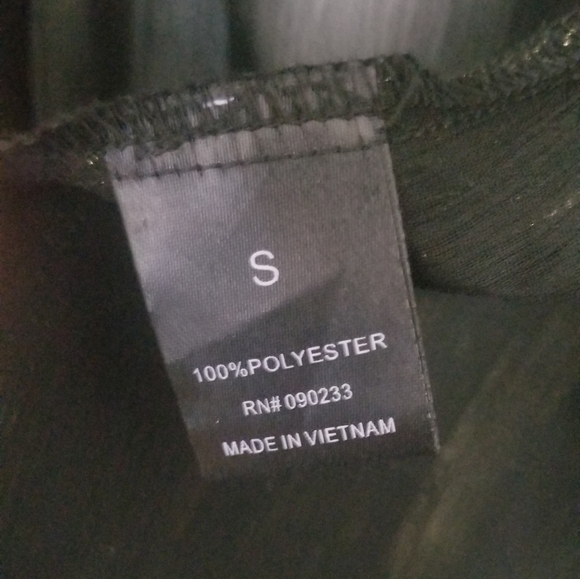 S
100%POLYESTER
RN# 090233
MADE IN VIETNAM